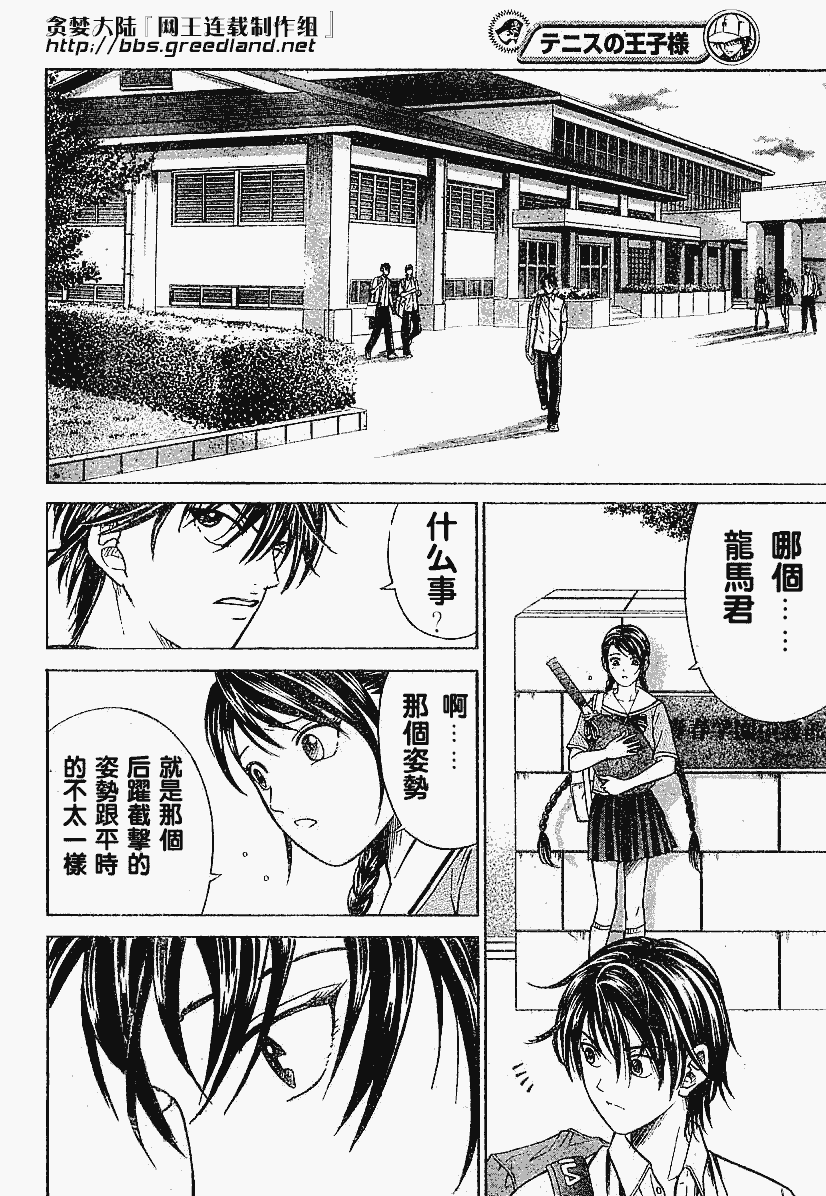 贪婪大陆『网王连载制作组』
http://bbs.greedland.net
テニスの王子様
哪個……
龍馬君
什么事？
啊……
那個姿勢
就是那個
后躍截擊的
姿勢跟平時
的不太一樣